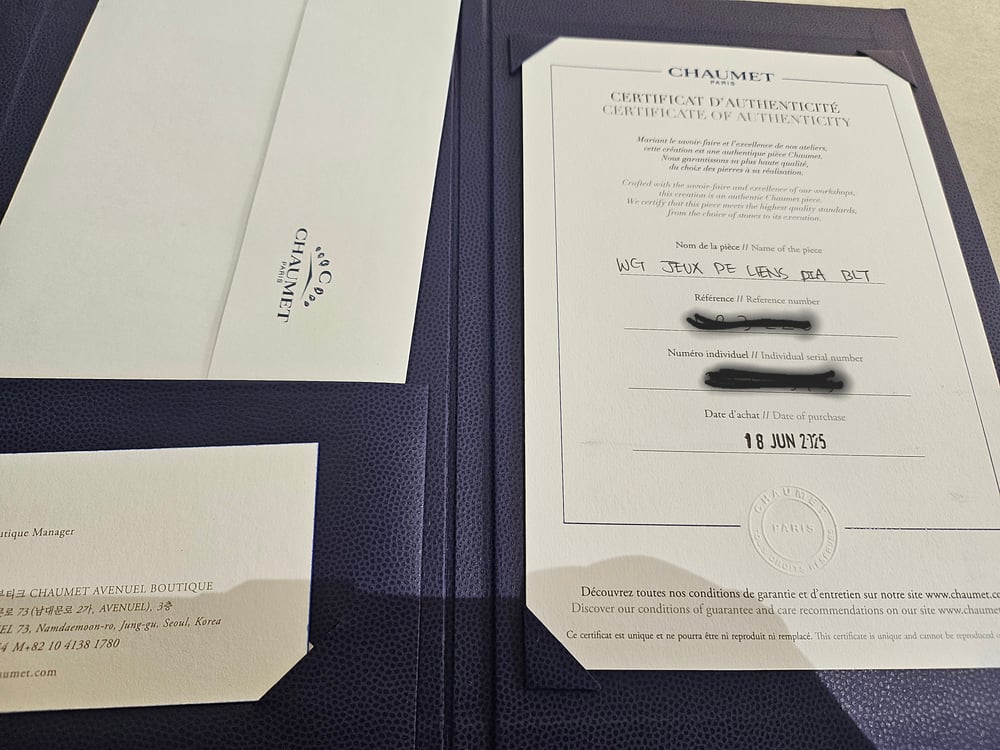 CHAUMET
PARIS
utique Manager
부티크 CHAUMET AVENUEL BOUTIQUE
문로 73 (남대문로 2가, AVENUEL), 3층
EL 73, Namdaemoon-ro, Jung-gu, Seoul, Korea
4 M+82 10 4138 1780
aumet.com
CHAUMET
PARIS
CERTIFICAT D'AUTHENTICITÉ
CERTIFICATE OF AUTHENTICITY
Mariant le savoir-faire et l'excellence de nos ateliers,
cette création est une authentique pièce Chaumet.
Nous garantissons sa plus haute qualité,
du choix des pierres à sa réalisation.
Crafted with the savoir-faire and excellence of our workshops,
this creation is an authentic Chaumet piece.
We certify that this piece meets the highest quality standards,
from the choice of stones to its execution.
Nom de la pièce // Name of the piece
WG JEUX DE LIENS DIA BLT
Référence // Reference number
Numéro individuel // Individual serial number
Date d'achat // Date of purchase
18 JUN 2025
CHAUMET
PARIS
Découvrez toutes nos conditions de garantie et d'entretien sur notre site www.chaumet.co
Discover our conditions of guarantee and care recommendations on our site www.chaumet
Ce certificat est unique et ne pourra être ni reproduit ni remplacé. This certificate is unique and cannot be reproduced